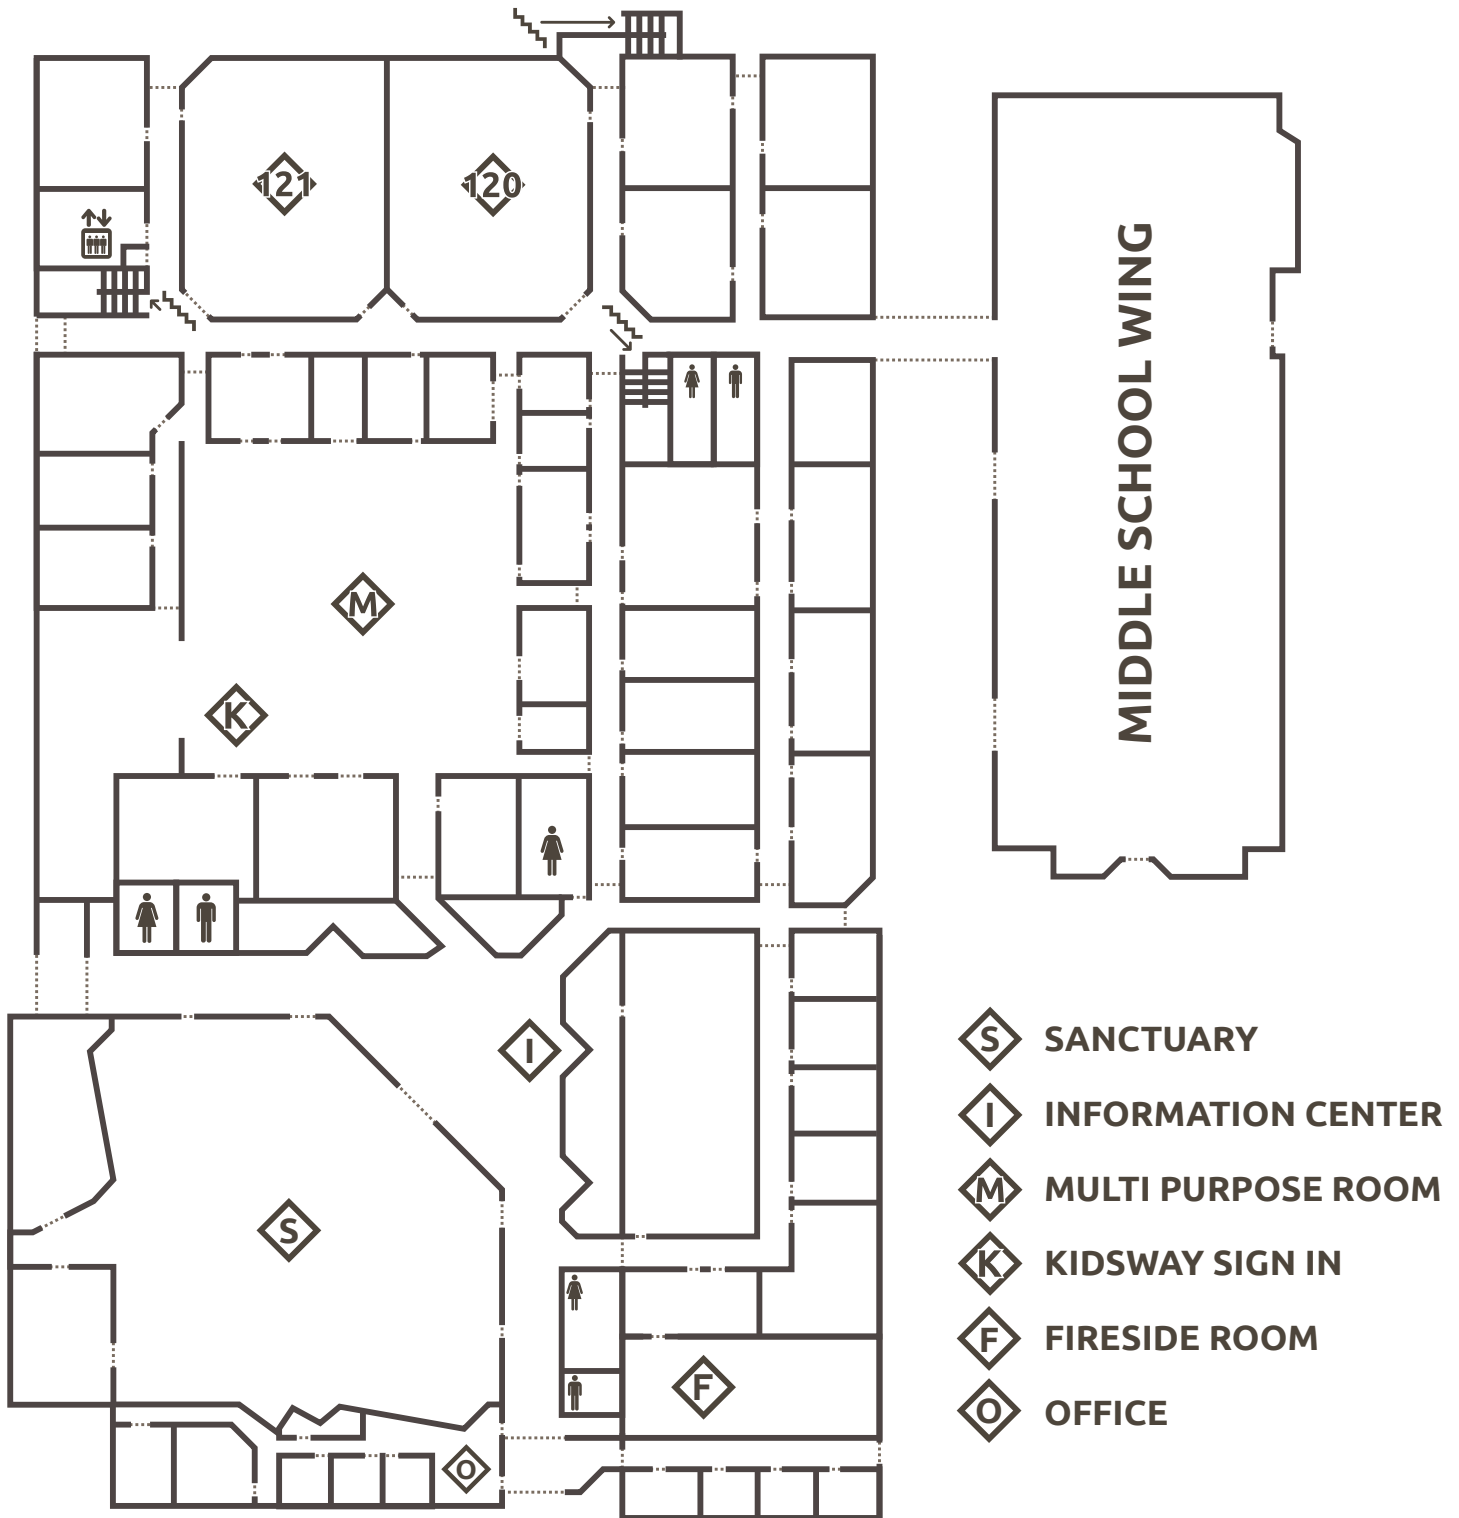 121
120
MIDDLE SCHOOL WING
M
K
I
S
F
O
S SANCTUARY
I INFORMATION CENTER
M MULTI PURPOSE ROOM
K KIDSWAY SIGN IN
F FIRESIDE ROOM
O OFFICE